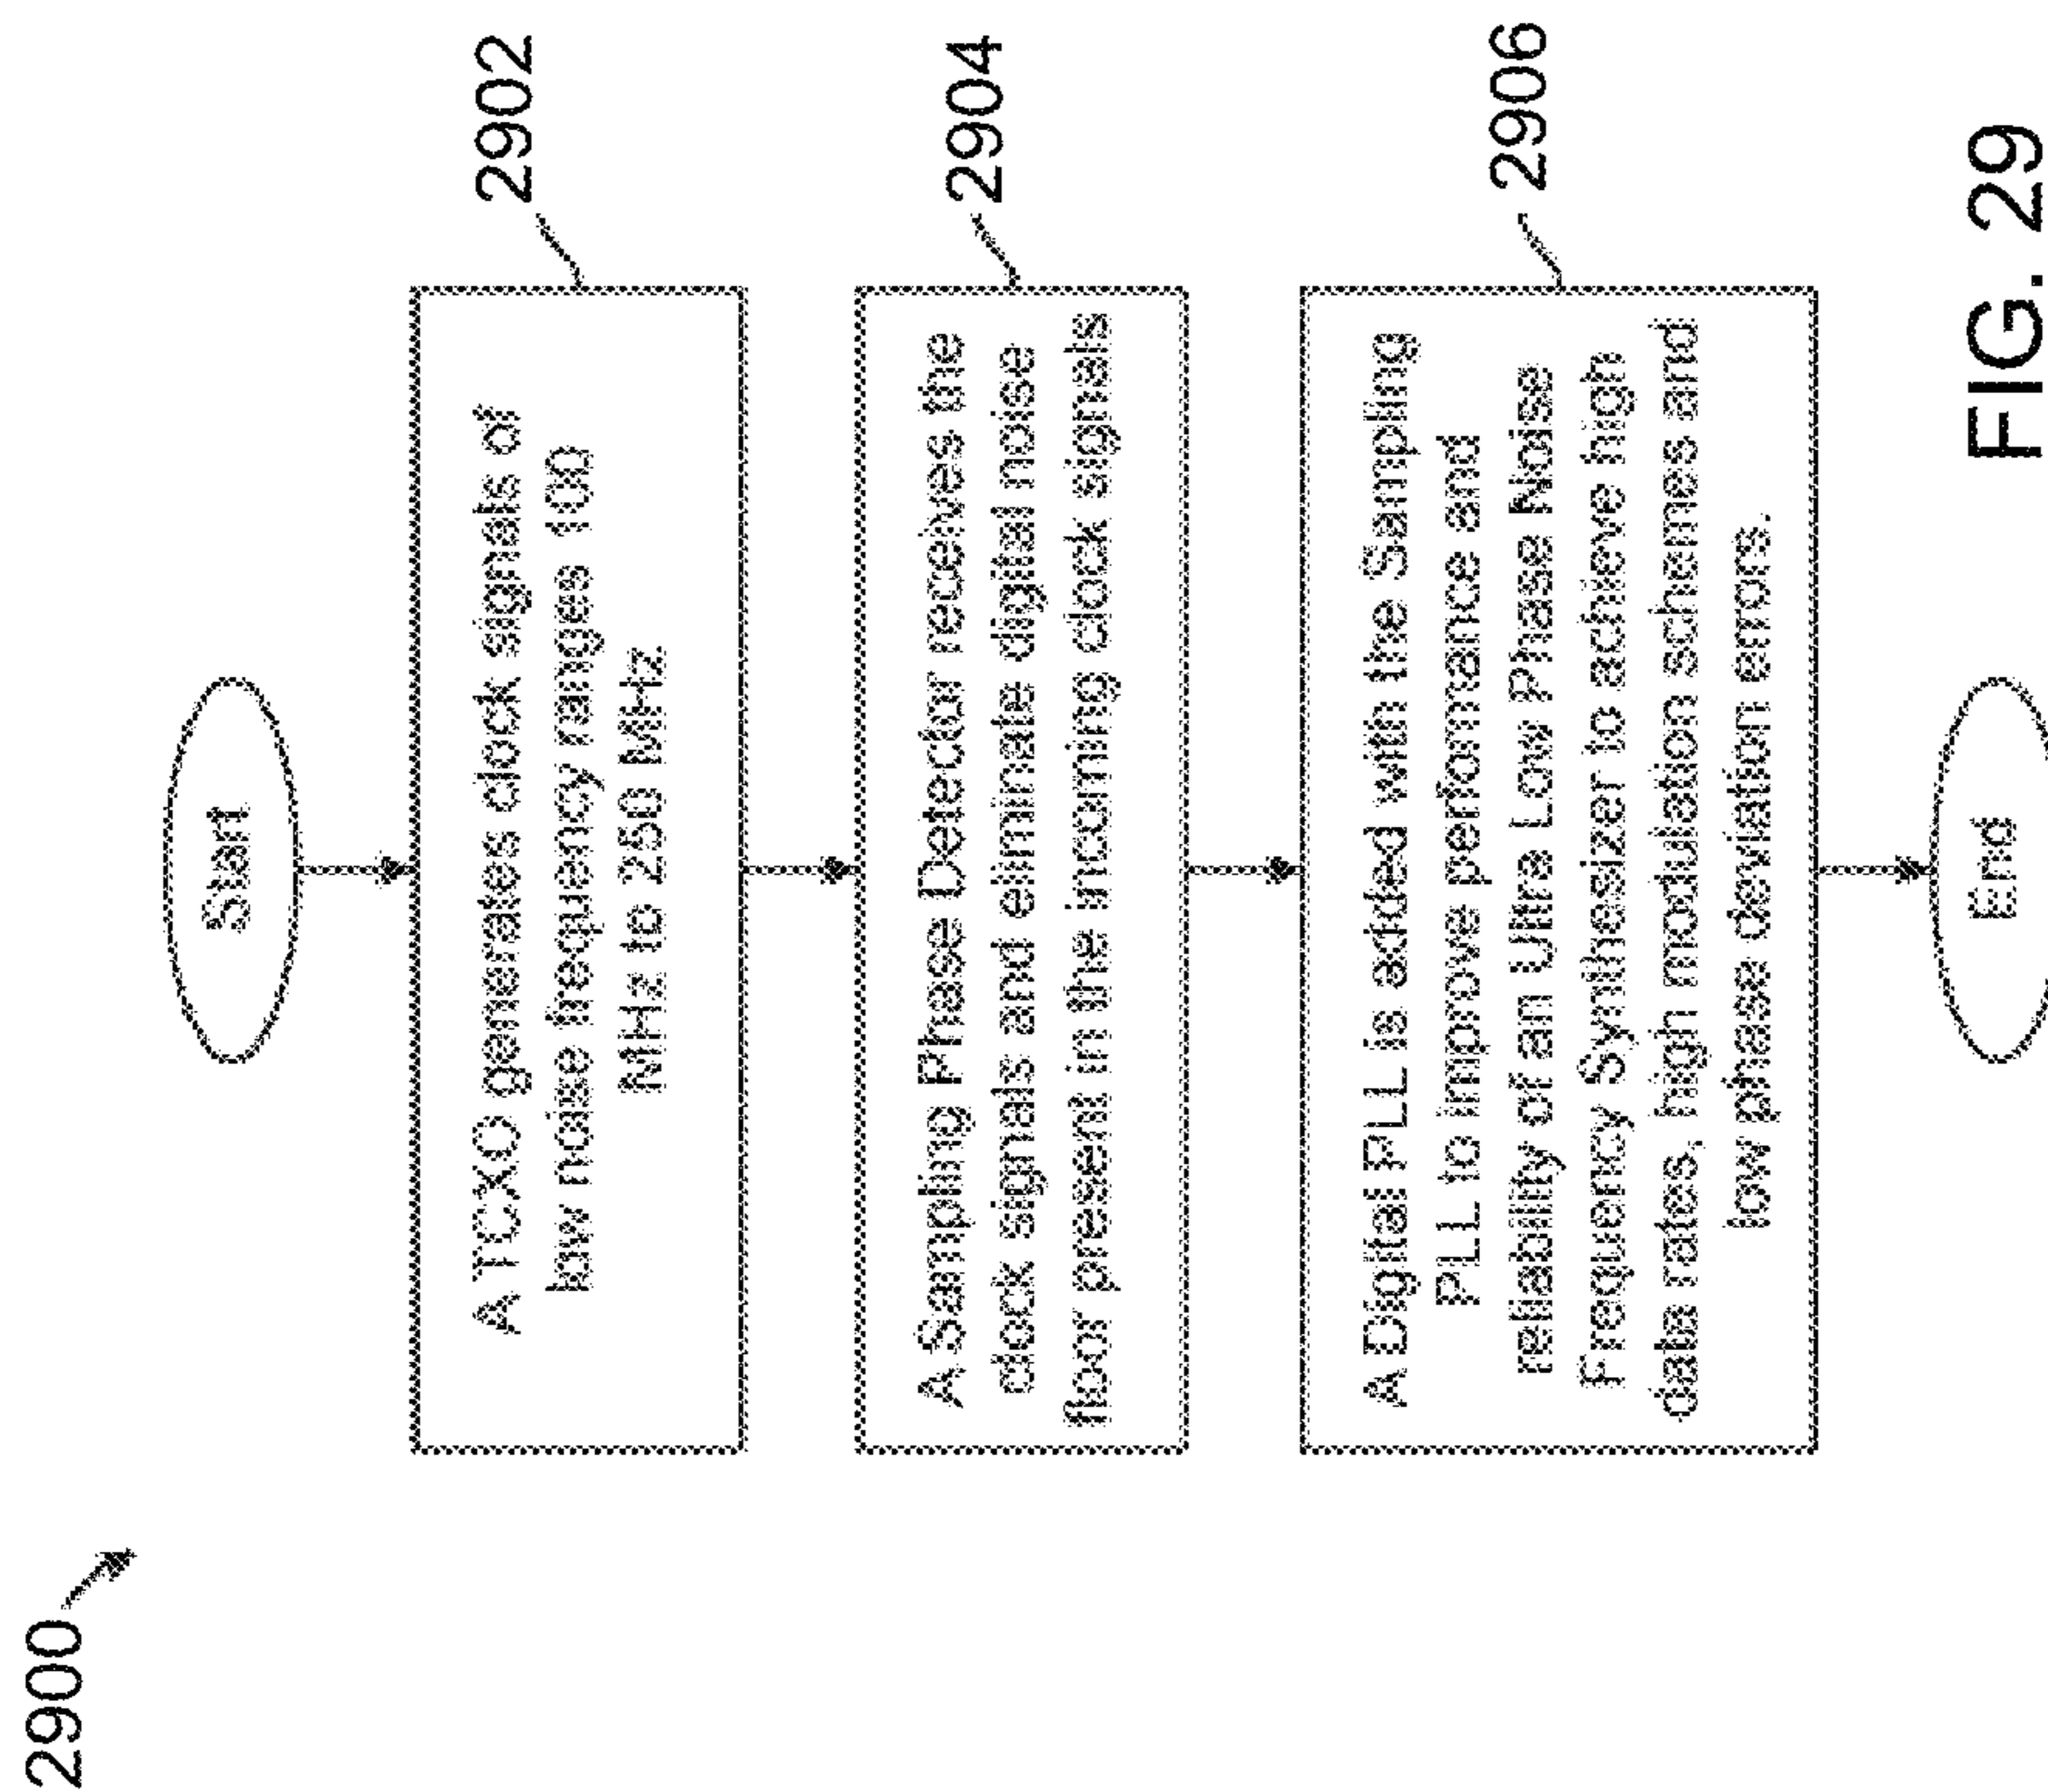 2900
Start
A TCXO generates clock signals of
low noise frequency ranges 100
MHz to 250 MHz
2902
A Sampling Phase Detector receives the
clock signals and eliminate digital noise
floor present in the incoming clock signals
2904
A Digital PLL is added with the Sampling
PLL to improve performance and
reliability of an Ultra Low Phase Noise
Frequency Synthesizer to achieve high
data rates, high modulation schemes and
low phase deviation errors.
2906
End
FIG. 29